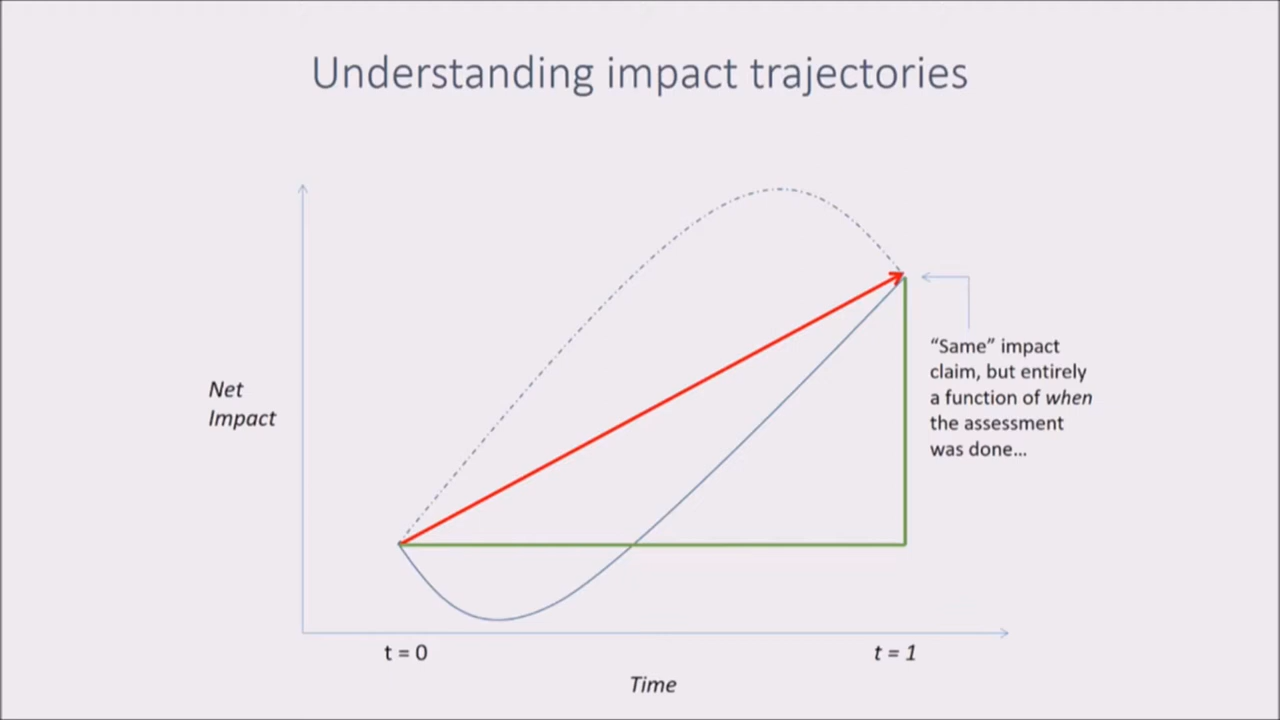 Understanding impact trajectories
Net
Impact
“Same” impact
claim, but entirely
a function of when
the assessment
was done…
t = 0
t = 1
Time